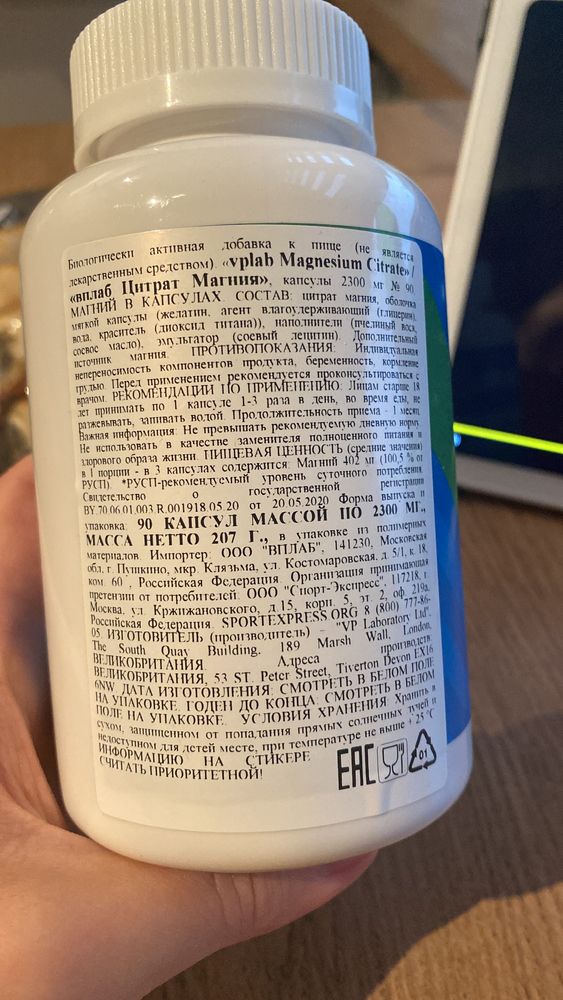 Биологически активная добавка к пище (не является
лекарственным средством). «vplab Magnesium Citrate» /
«вплаб Цитрат Магния», капсулы 2300 мг № 90.
МАГНИЙ В КАПСУЛАХ. СОСТАВ: цитрат магния, оболочка
мягкой капсулы (желатин, агент влагоудерживающий (глицерин),
вода, краситель (диоксид титана)), наполнители (пчелиный воск,
соевое масло), эмульгатор (соевый лецитин). Дополнительный
источник магния. ПРОТИВОПОКАЗАНИЯ: Индивидуальная
непереносимость компонентов продукта, беременность, кормление
грудью. Перед применением рекомендуется проконсультироваться с
врачом. РЕКОМЕНДАЦИИ ПО ПРИМЕНЕНИЮ: Лицам старше 18
лет принимать по 1 капсуле 1-3 раза в день, во время еды, не
разжевывать, запивать водой. Продолжительность приема - 1 месяц.
Важная информация: Не превышать рекомендуемую дневную норму.
Не использовать в качестве заменителя полноценного питания и
здорового образа жизни. ПИЩЕВАЯ ЦЕННОСТЬ (средние значения)
в 1 порции - в 3 капсулах содержится: Магний 402 мг (100,5 % от
РУСП). *РУСП-рекомендуемый уровень суточного потребления.
Свидетельство о государственной регистрации
BY.70.06.01.003.R.001918.05.20 от 20.05.2020 Форма выпуска и
упаковка: 90 КАПСУЛ МАССОЙ ПО 2300 МГ.,
МАССА НЕТТО 207 Г., в упаковке из полимерных
материалов. Импортер: ООО "ВПЛАБ", 141230, Московская
обл, г. Пушкино, мкр. Клязьма, ул. Костомаровская, д. 5/1, к. 18,
ком. 60 , Российская Федерация. Организация принимающая
претензии от потребителей: ООО "Спорт-Экспресс", 117218, г.
Москва, ул. Кржижановского, д.15, корп. 5, эт. 2, оф. 219а,
Российская Федерация. SPORTEXPRESS.ORG 8 (800) 777-86-
05 ИЗГОТОВИТЕЛЬ (производитель) – "VP Laboratory Ltd".
The South Quay Building, 189 Marsh Wall, London,
ВЕЛИКОБРИТАНИЯ. Адреса производств:
ВЕЛИКОБРИТАНИЯ, 53 ST. Peter Street, Tiverton Devon EX16
6NW. ДАТА ИЗГОТОВЛЕНИЯ: СМОТРЕТЬ В БЕЛОМ ПОЛЕ
НА УПАКОВКЕ. ГОДЕН ДО КОНЦА: СМОТРЕТЬ В БЕЛОМ
ПОЛЕ НА УПАКОВКЕ. УСЛОВИЯ ХРАНЕНИЯ: Хранить в
сухом, защищенном от попадания прямых солнечных лучей и
недоступном для детей месте, при температуре не выше + 25 °С
ИНФОРМАЦИЮ НА СТИКЕРЕ
СЧИТАТЬ ПРИОРИТЕТНОЙ!
EAC
01